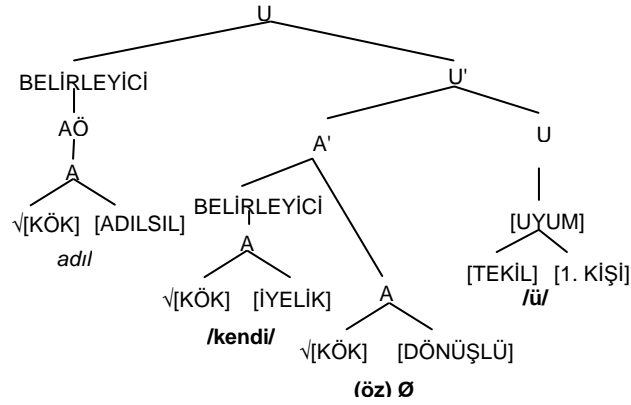 U
BELİRLEYİCİ U'
AÖ A' U
A BELİRLEYİCİ [UYUM]
√[KÖK] [ADILSIL] A [TEKİL] [1. KİŞİ]
adıl √[KÖK] [İYELİK] A /ü/
/kendi/ √[KÖK] [DÖNÜŞLÜ]
(öz) Ø